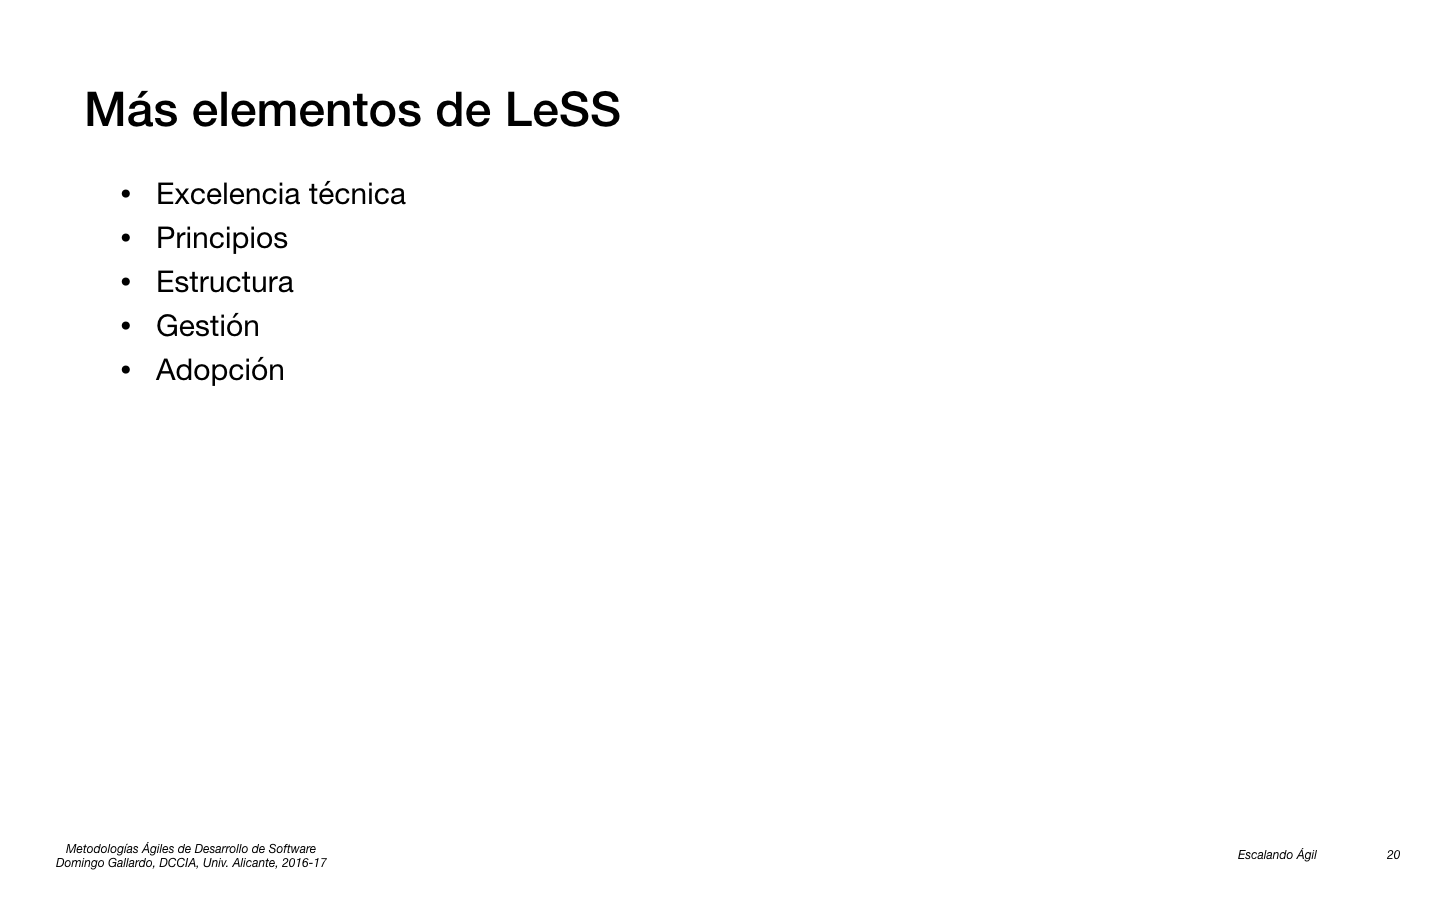 Más elementos de LeSS
• Excelencia técnica
• Principios
• Estructura
• Gestión
• Adopción
Metodologías Ágiles de Desarrollo de Software
Domingo Gallardo, DCCIA, Univ. Alicante, 2016-17
Escalando Ágil 20